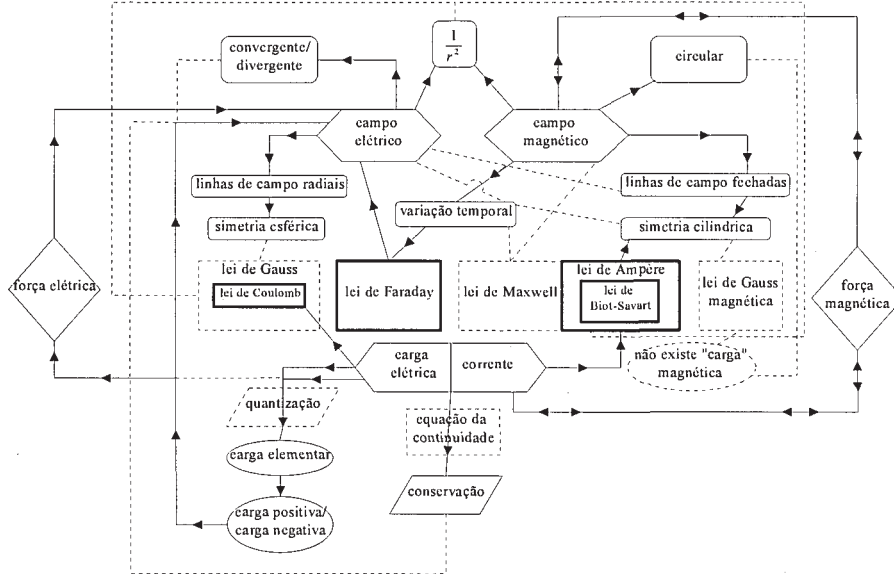 convergente/
divergente
1
r²
circular
campo
elétrico
campo
magnético
linhas de campo radiais
linhas de campo fechadas
simetria esférica
variação temporal
simetria cilíndrica
força elétrica
lei de Gauss
lei de Coulomb
lei de Faraday
lei de Maxwell
lei de Ampère
lei de
Biot-Savart
lei de Gauss
magnética
força
magnética
carga
elétrica
corrente
não existe "carga"
magnética
quantização
equação da
continuidade
carga elementar
conservação
carga positiva/
carga negativa